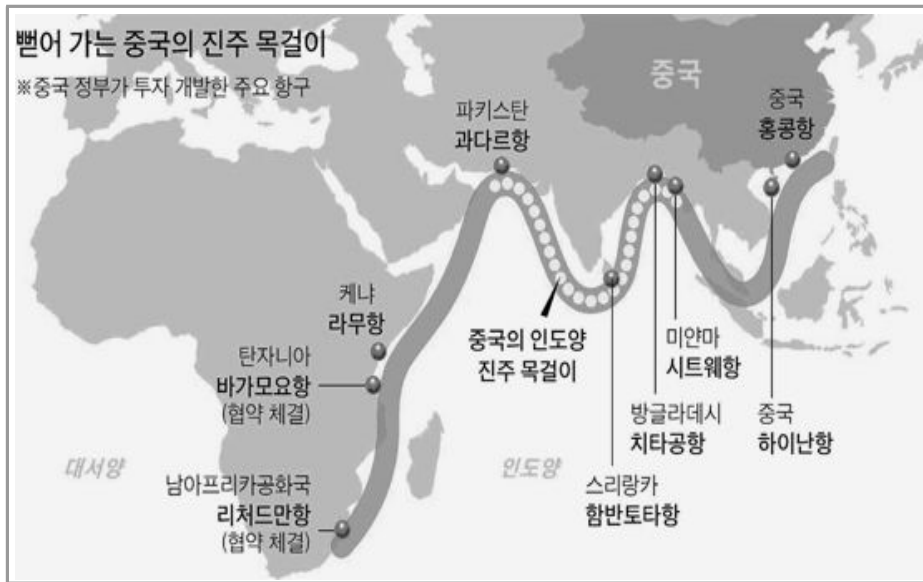 뻗어 가는 중국의 진주 목걸이
※중국 정부가 투자 개발한 주요 항구
중국
중국
홍콩항
파키스탄
과다르항
케냐
라무항
탄자니아
바가모요항
(협약 체결)
중국의 인도양
진주 목걸이
미얀마
시트웨항
방글라데시
치타공항
중국
하이난항
대서양
인도양
남아프리카공화국
리처드만항
(협약 체결)
스리랑카
함반토타항